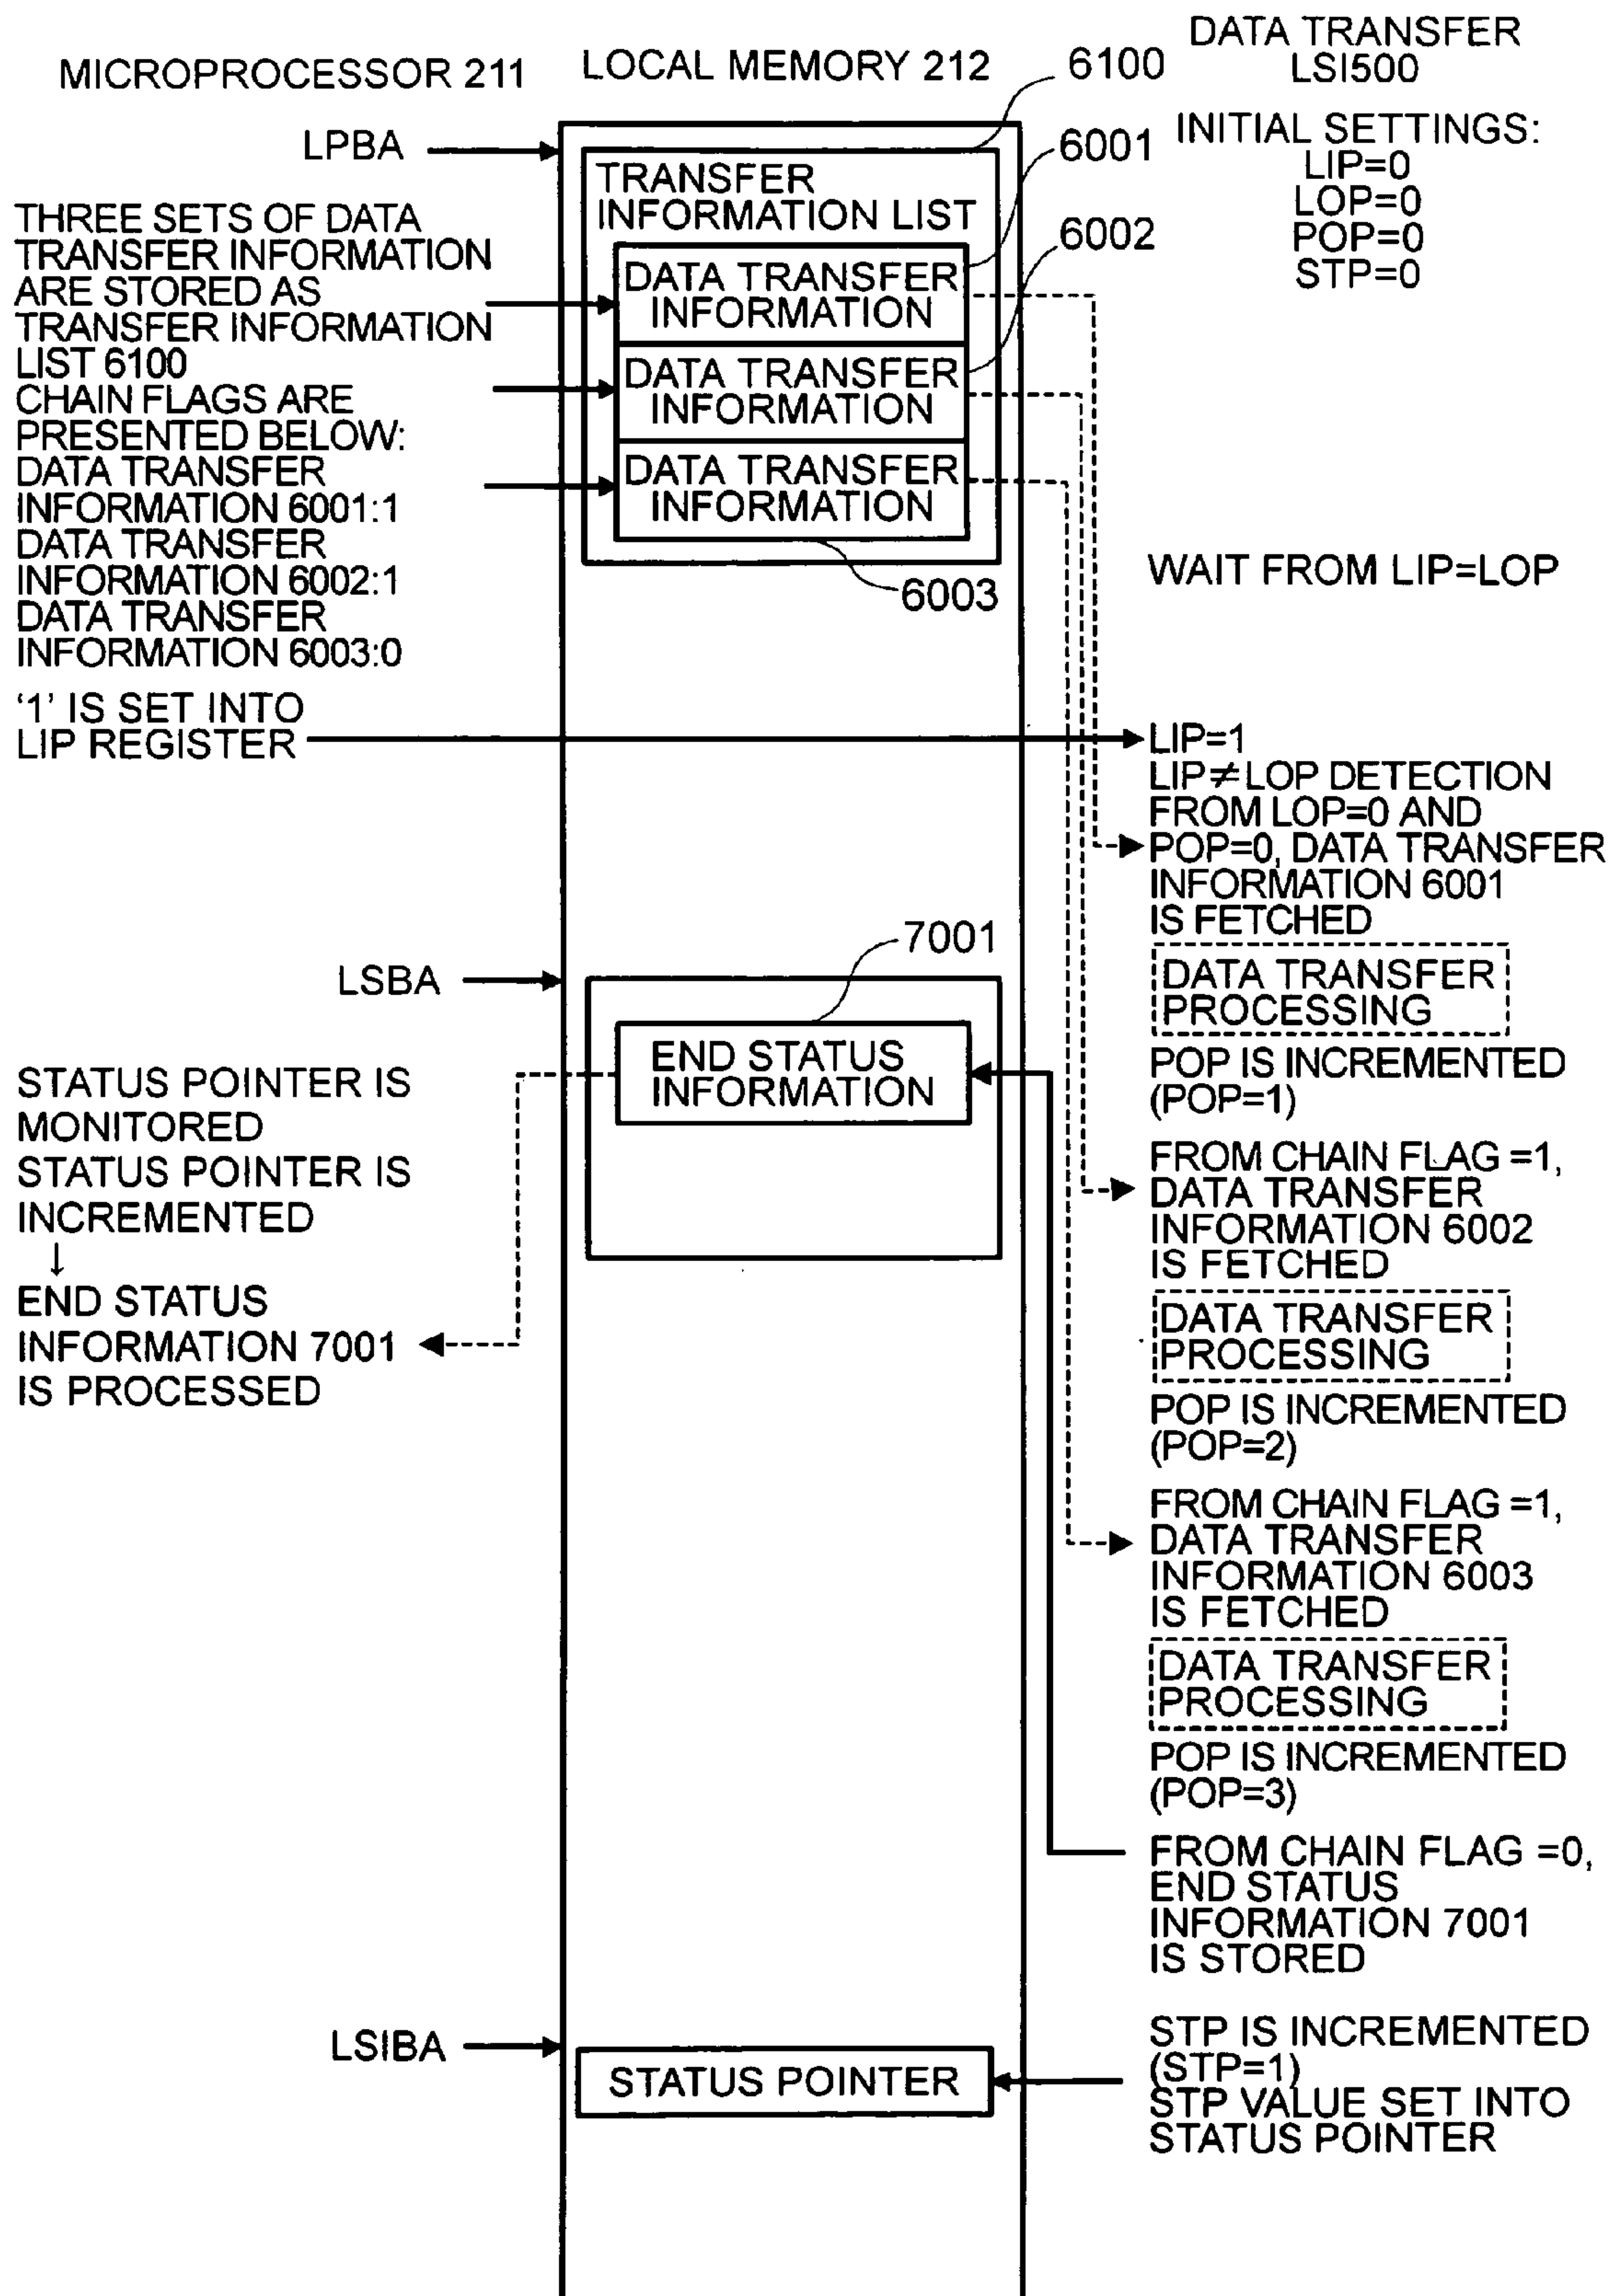 MICROPROCESSOR 211
LOCAL MEMORY 212
6100
DATA TRANSFER
LSI500
INITIAL SETTINGS:
LIP=0
LOP=0
POP=0
STP=0
LPBA
6001
TRANSFER
INFORMATION LIST
6002
THREE SETS OF DATA
TRANSFER INFORMATION
ARE STORED AS
TRANSFER INFORMATION
LIST 6100
CHAIN FLAGS ARE
PRESENTED BELOW:
DATA TRANSFER
INFORMATION 6001:1
DATA TRANSFER
INFORMATION 6002:1
DATA TRANSFER
INFORMATION 6003:0
DATA TRANSFER
INFORMATION
DATA TRANSFER
INFORMATION
DATA TRANSFER
INFORMATION
6003
WAIT FROM LIP=LOP
‘1’ IS SET INTO
LIP REGISTER
LIP=1
LIP≠LOP DETECTION
FROM LOP=0 AND
POP=0, DATA TRANSFER
INFORMATION 6001
IS FETCHED
DATA TRANSFER
PROCESSING
POP IS INCREMENTED
(POP=1)
FROM CHAIN FLAG =1,
DATA TRANSFER
INFORMATION 6002
IS FETCHED
DATA TRANSFER
PROCESSING
POP IS INCREMENTED
(POP=2)
FROM CHAIN FLAG =1,
DATA TRANSFER
INFORMATION 6003
IS FETCHED
DATA TRANSFER
PROCESSING
POP IS INCREMENTED
(POP=3)
FROM CHAIN FLAG =0,
END STATUS
INFORMATION 7001
IS STORED
LSBA
7001
END STATUS
INFORMATION
STATUS POINTER IS
MONITORED
STATUS POINTER IS
INCREMENTED
↓
END STATUS
INFORMATION 7001
IS PROCESSED
LSIBA
STATUS POINTER
STP IS INCREMENTED
(STP=1)
STP VALUE SET INTO
STATUS POINTER